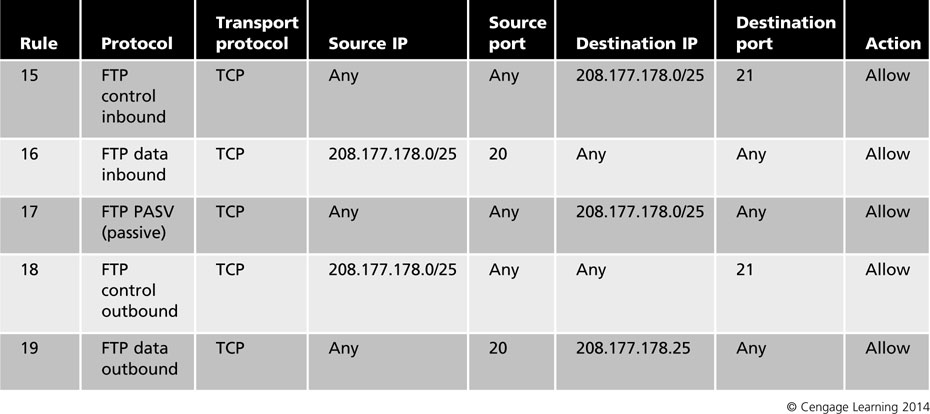 Rule Protocol Transport protocol Source IP Source port Destination IP Destination port Action
15 FTP control inbound TCP Any Any 208.177.178.0/25 21 Allow
16 FTP data inbound TCP 208.177.178.0/25 20 Any Any Allow
17 FTP PASV (passive) TCP Any Any 208.177.178.0/25 Any Allow
18 FTP control outbound TCP 208.177.178.0/25 Any Any 21 Allow
19 FTP data outbound TCP Any 20 208.177.178.25 Any Allow
© Cengage Learning 2014